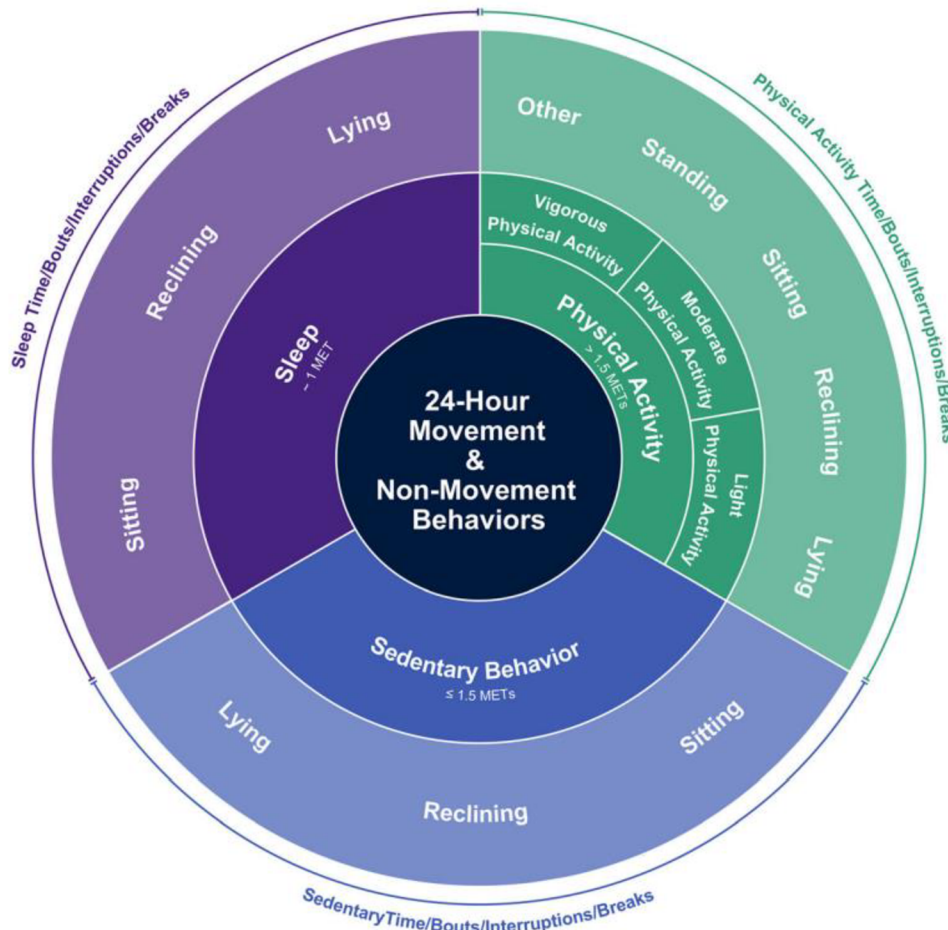 24-Hour
Movement
&
Non-Movement
Behaviors
Sleep
~ 1 MET
Lying
Reclining
Sitting
Sleep Time/Bouts/Interruptions/Breaks
Physical Activity
> 1.5 METs
Vigorous
Physical Activity
Moderate
Physical Activity
Light
Physical Activity
Other
Standing
Sitting
Reclining
Lying
Physical Activity Time/Bouts/Interruptions/Breaks
Sedentary Behavior
≤ 1.5 METs
Lying
Reclining
Sitting
SedentaryTime/Bouts/Interruptions/Breaks